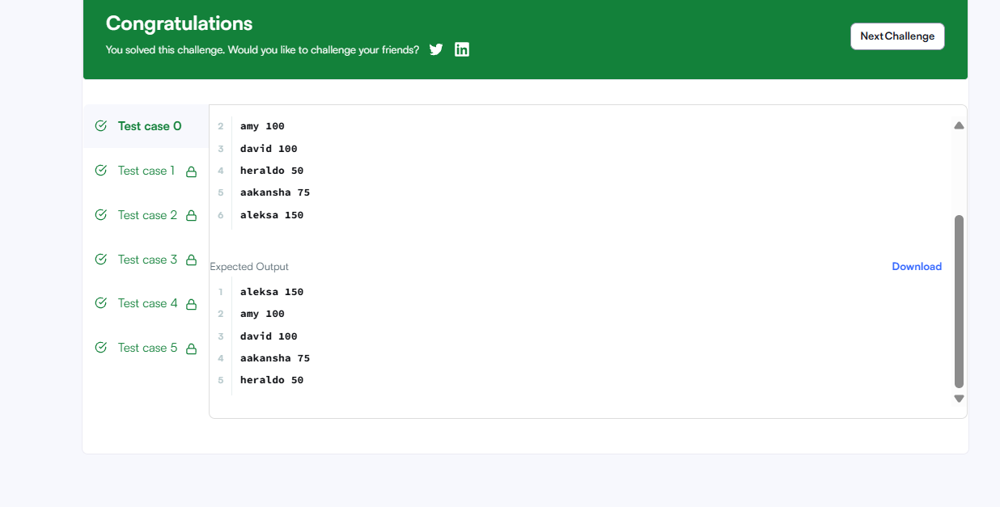 Congratulations
You solved this challenge. Would you like to challenge your friends?
Next Challenge
Test case 0
Test case 1
Test case 2
Test case 3
Test case 4
Test case 5
2 amy 100
3 david 100
4 heraldo 50
5 aakansha 75
6 aleksa 150
Expected Output
Download
1 aleksa 150
2 amy 100
3 david 100
4 aakansha 75
5 heraldo 50